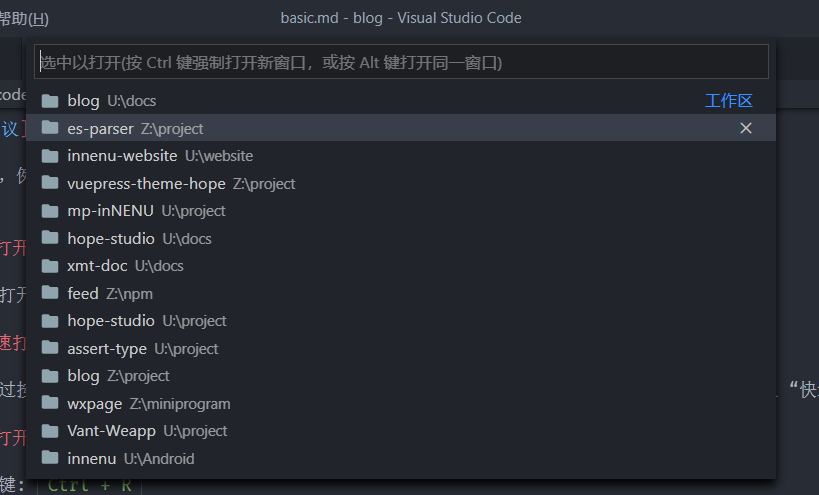 帮助(H) basic.md - blog - Visual Studio Code
选中以打开(按 Ctrl 键强制打开新窗口，或按 Alt 键打开同一窗口)
code
blog U:\docs 工作区
议]
es-parser Z:\project
innenu-website U:\website
，例
vuepress-theme-hope Z:\project
mp-inNENU U:\project
hope-studio U:\docs
打开
xmt-doc U:\docs
feed Z:\npm
打开
hope-studio U:\project
assert-type U:\project
速打
blog Z:\project
过按 “快
wxpage Z:\miniprogram
Vant-Weapp U:\project
打开
innenu U:\Android
键: Ctrl + R